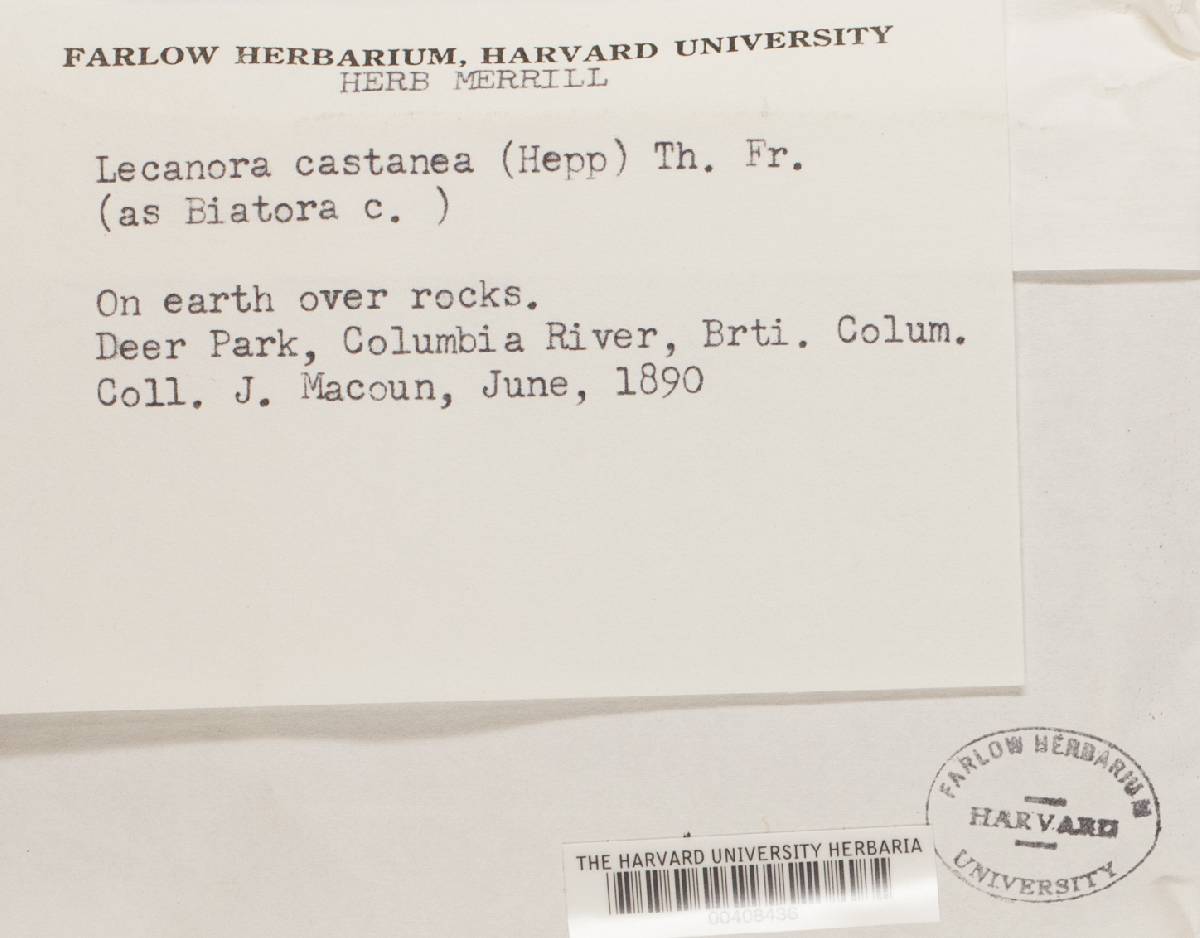 FARLOW HERBARIUM, HARVARD UNIVERSITY
HERB MERRILL
Lecanora castanea (Hepp) Th. Fr.
(as Biatora c. )
On earth over rocks.
Deer Park, Columbia River, Brti. Colum.
Coll. J. Macoun, June, 1890
FARLOW HERBARIUM
HARVARD
UNIVERSITY
THE HARVARD UNIVERSITY HERBARIA
00408436